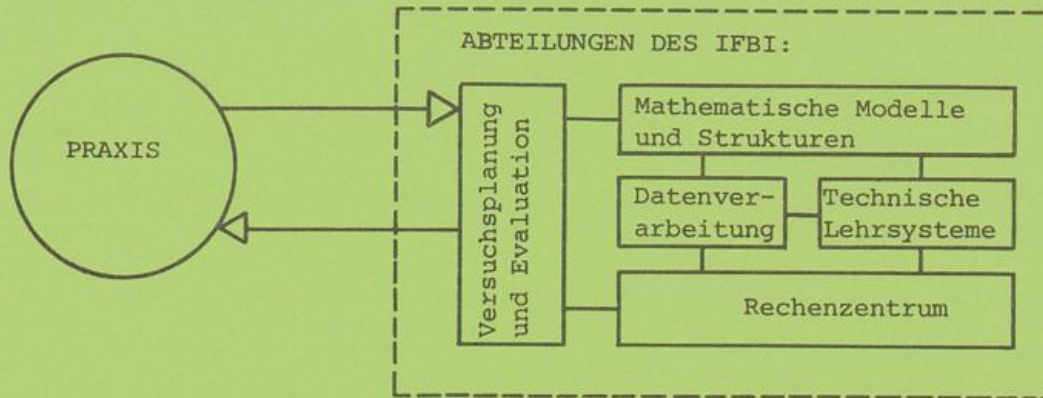 ABTEILUNGEN DES IFBI:
PRAXIS
Versuchsplanung
und Evaluation
Mathematische Modelle
und Strukturen
Datenver-
arbeitung
Technische
Lehrsysteme
Rechenzentrum